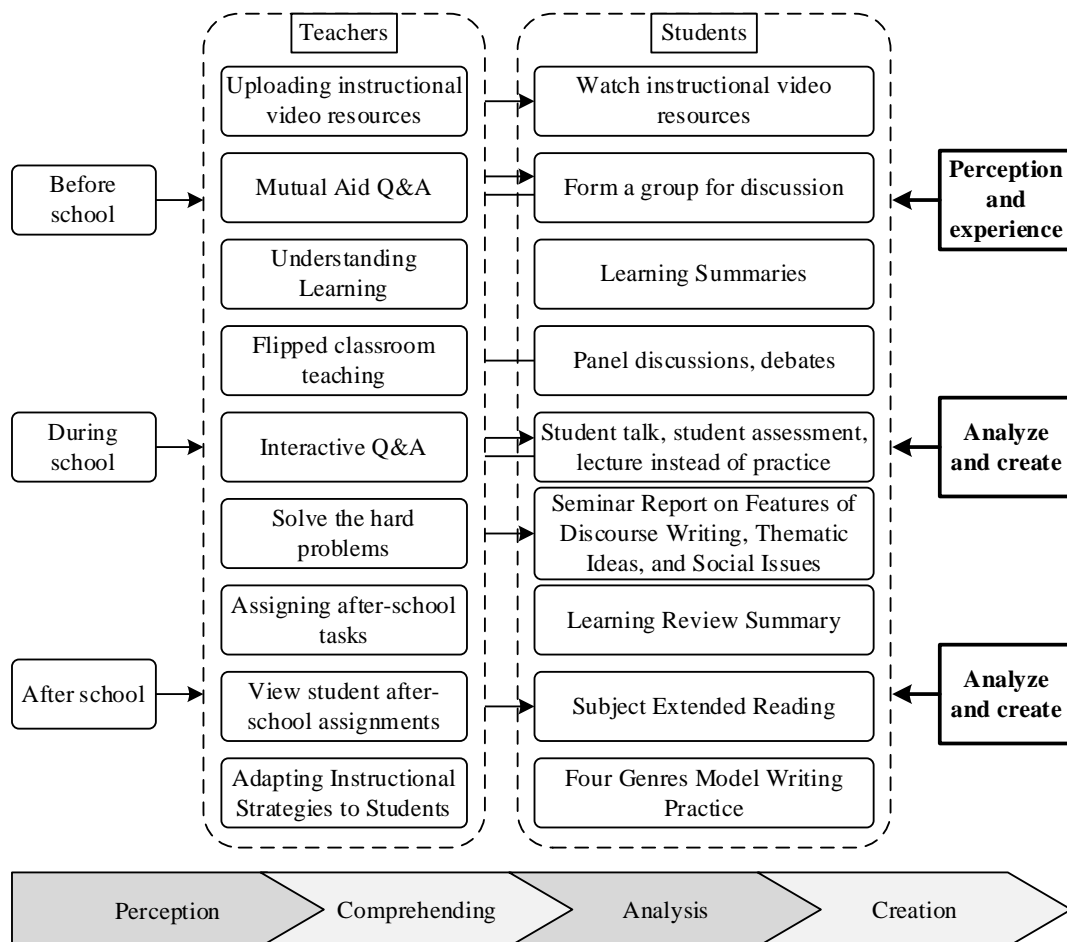 Teachers
Students
Uploading instructional
video resources
Watch instructional video
resources
Before
school
Mutual Aid Q&A
Form a group for discussion
Perception
and
experience
Understanding
Learning
Learning Summaries
Flipped classroom
teaching
Panel discussions, debates
During
school
Interactive Q&A
Student talk, student assessment,
lecture instead of practice
Analyze
and create
Solve the hard
problems
Seminar Report on Features of
Discourse Writing, Thematic
Ideas, and Social Issues
Assigning after-school
tasks
Learning Review Summary
After school
View student after-
school assignments
Subject Extended Reading
Analyze
and create
Adapting Instructional
Strategies to Students
Four Genres Model Writing
Practice
Perception
Comprehending
Analysis
Creation